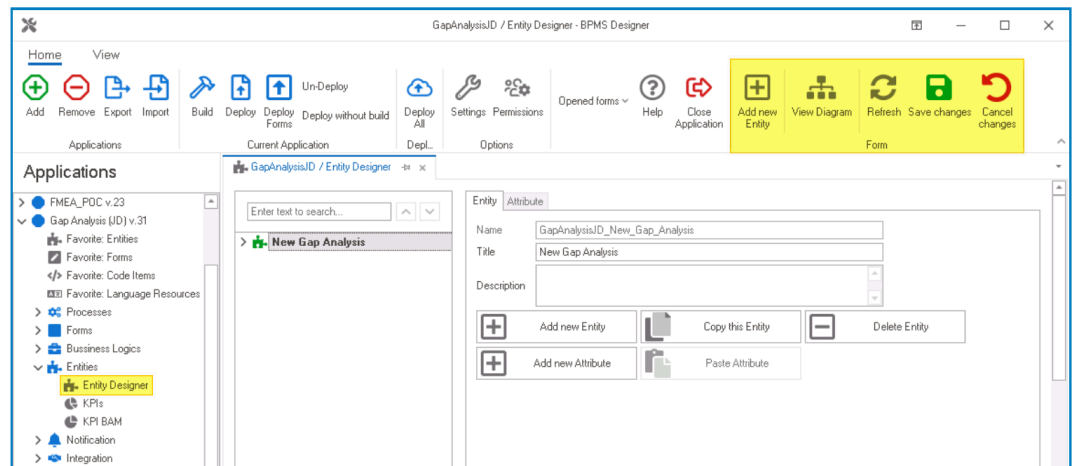 GapAnalysisJD / Entity Designer - BPMS Designer
Home View
Add Remove Export Import Build Deploy Deploy Forms Un-Deploy Deploy without build Deploy All Settings Permissions Opened forms Help Close Application Add new Entity View Diagram Refresh Save changes Cancel changes
Applications Current Application Depl... Options Form
Applications
GapAnalysisJD / Entity Designer
FMEA_POC v.23
Gap Analysis (JD) v.31
Favorite: Entities
Favorite: Forms
Favorite: Code Items
Favorite: Language Resources
Processes
Forms
Bussiness Logics
Entities
Entity Designer
KPIs
KPI BAM
Notification
Integration
Enter text to search...
New Gap Analysis
Entity Attribute
Name GapAnalysisJD_New_Gap_Analysis
Title New Gap Analysis
Description
Add new Entity Copy this Entity Delete Entity
Add new Attribute Paste Attribute